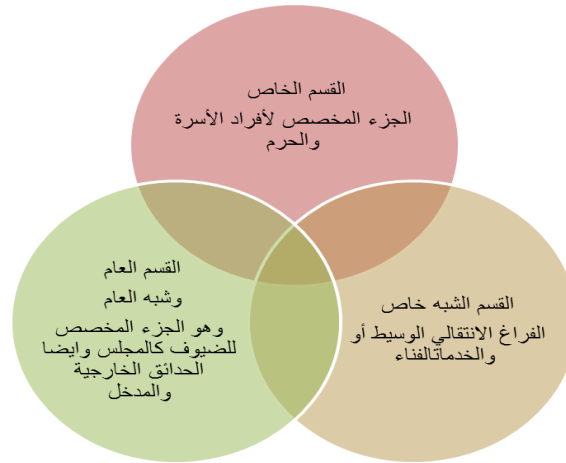 القسم الخاص
الجزء المخصص لأفراد الأسرة
والحرم
القسم العام
وشبه العام
وهو الجزء المخصص
للضيوف كالمجلس وايضا
الحدائق الخارجية
والمدخل
القسم الشبه خاص
الفراغ الانتقالي الوسيط أو
والخدماتالفناء